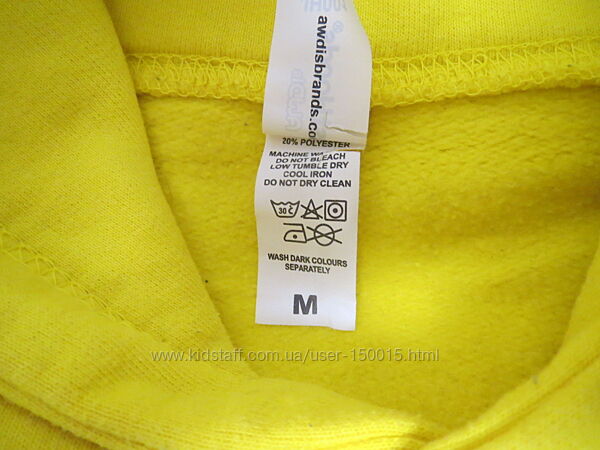 awdisbrands.co
20% POLYESTER
MACHINE WA
DO NOT BLEACH
LOW TUMBLE DRY
COOL IRON
DO NOT DRY CLEAN
30 C
WASH DARK COLOURS
SEPARATELY
M
www.kidstaff.com.ua/user-150015.html